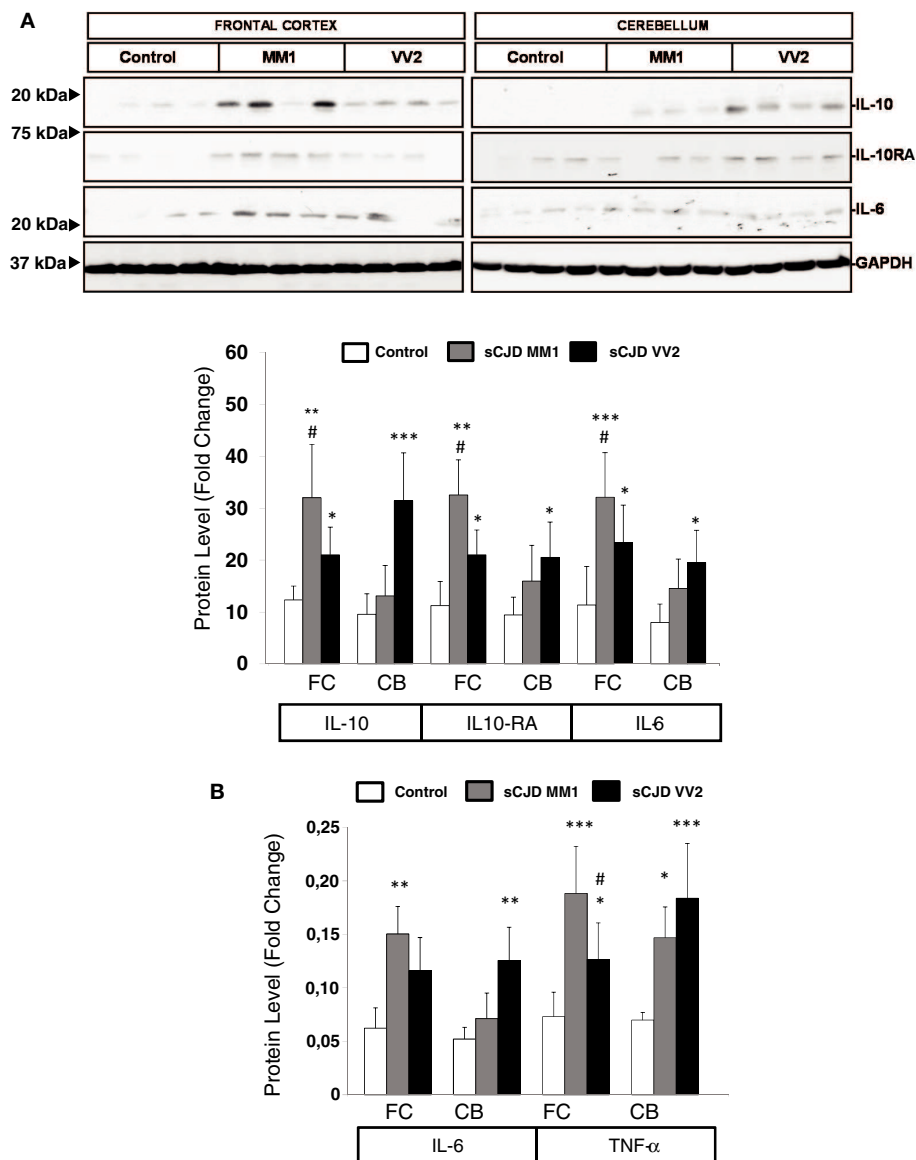 A
FRONTAL CORTEX
CEREBELLUM
Control MM1 VV2
Control MM1 VV2
20 kDa
IL-10
75 kDa
IL-10RA
20 kDa
IL-6
37 kDa
GAPDH
Control sCJD MM1 sCJD VV2
Protein Level (Fold Change)
60
50
40
30
20
10
0
** # * *** ** # * * *** # * *
FC CB FC CB FC CB
IL-10 IL10-RA IL6
B
Control sCJD MM1 sCJD VV2
Protein Level (Fold Change)
0,25
0,20
0,15
0,10
0,05
0
** ** *** # * * ***
FC CB FC CB
IL-6 TNF-α